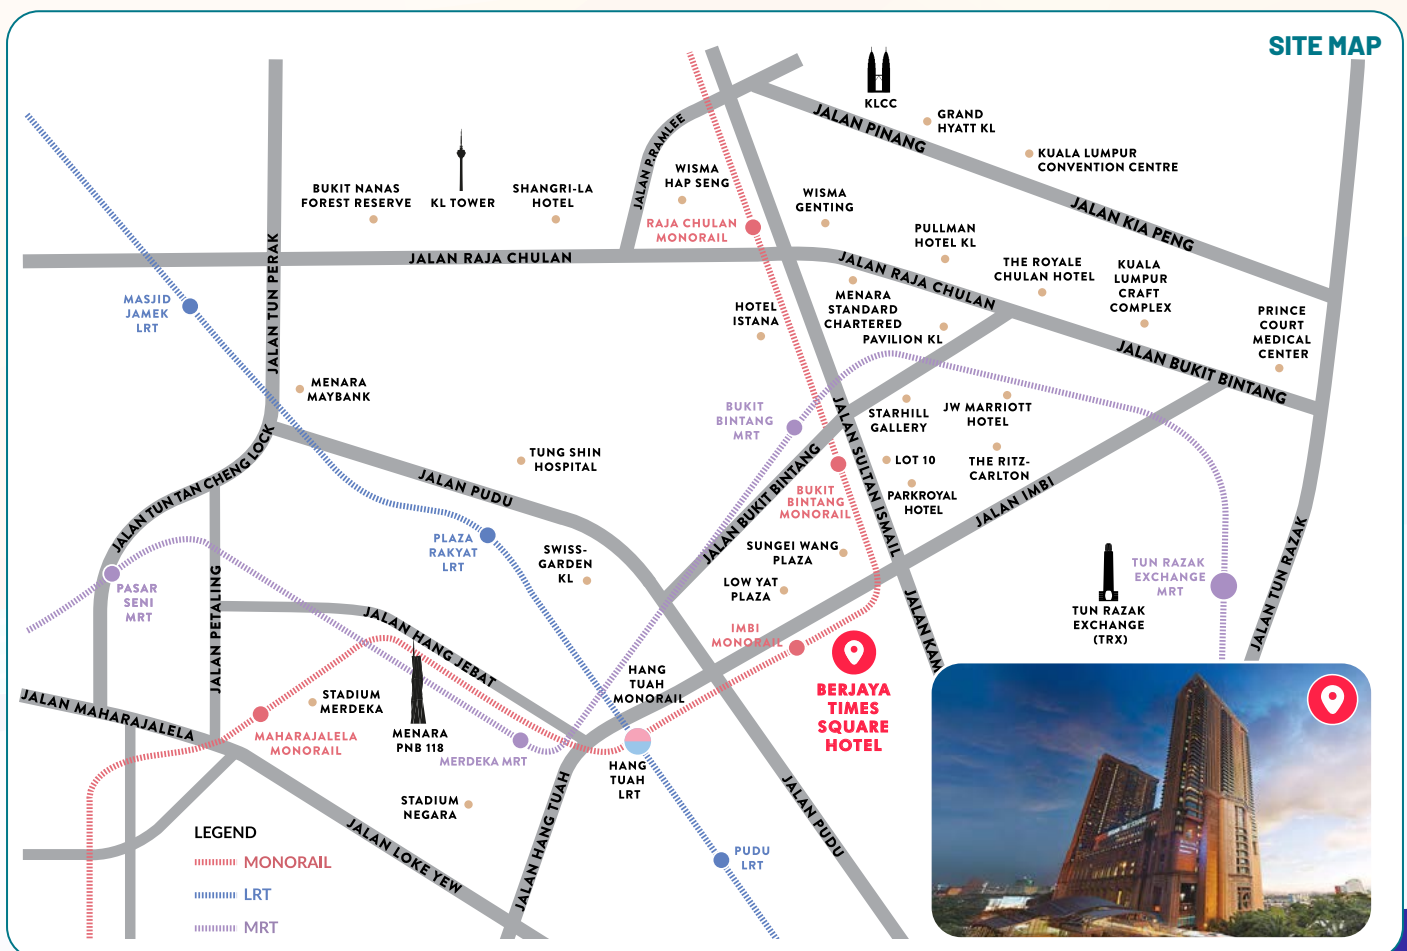 SITE MAP
KLCC
GRAND
HYATT KL
JALAN PINANG
KUALA LUMPUR
CONVENTION CENTRE
JALAN P.RAMLEE
WISMA
HAP SENG
BUKIT NANAS
FOREST RESERVE
KL TOWER
SHANGRI-LA
HOTEL
WISMA
GENTING
JALAN KIA PENG
RAJA CHULAN
MONORAIL
PULLMAN
HOTEL KL
JALAN RAJA CHULAN
JALAN RAJA CHULAN
THE ROYALE
CHULAN HOTEL
KUALA
LUMPUR
CRAFT
COMPLEX
JALAN TUN PERAK
MASJID
JAMEK
LRT
HOTEL
ISTANA
MENARA
STANDARD
CHARTERED
PAVILION KL
PRINCE
COURT
MEDICAL
CENTER
JALAN BUKIT BINTANG
MENARA
MAYBANK
BUKIT
BINTANG
MRT
STARHILL
GALLERY
JW MARRIOTT
HOTEL
JALAN SULTAN ISMAIL
TUNG SHIN
HOSPITAL
LOT 10
THE RITZ-
CARLTON
JALAN TUN TAN CHENG LOCK
JALAN PUDU
JALAN BUKIT BINTANG
BUKIT
BINTANG
MONORAIL
PARKROYAL
HOTEL
JALAN IMBI
PLAZA
RAKYAT
LRT
SWISS-
GARDEN
KL
SUNGEI WANG
PLAZA
LOW YAT
PLAZA
TUN RAZAK
EXCHANGE
MRT
JALAN TUN RAZAK
PASAR
SENI
MRT
JALAN PETALING
JALAN HANG JEBAT
IMBI
MONORAIL
TUN RAZAK
EXCHANGE
(TRX)
JALAN KAM
HANG
TUAH
MONORAIL
BERJAYA
TIMES
SQUARE
HOTEL
JALAN MAHARAJALELA
STADIUM
MERDEKA
MAHARAJALELA
MONORAIL
MENARA
PNB 118
MERDEKA MRT
HANG
TUAH
LRT
STADIUM
NEGARA
JALAN HANG TUAH
JALAN PUDU
JALAN LOKE YEW
PUDU
LRT
LEGEND
MONORAIL
LRT
MRT